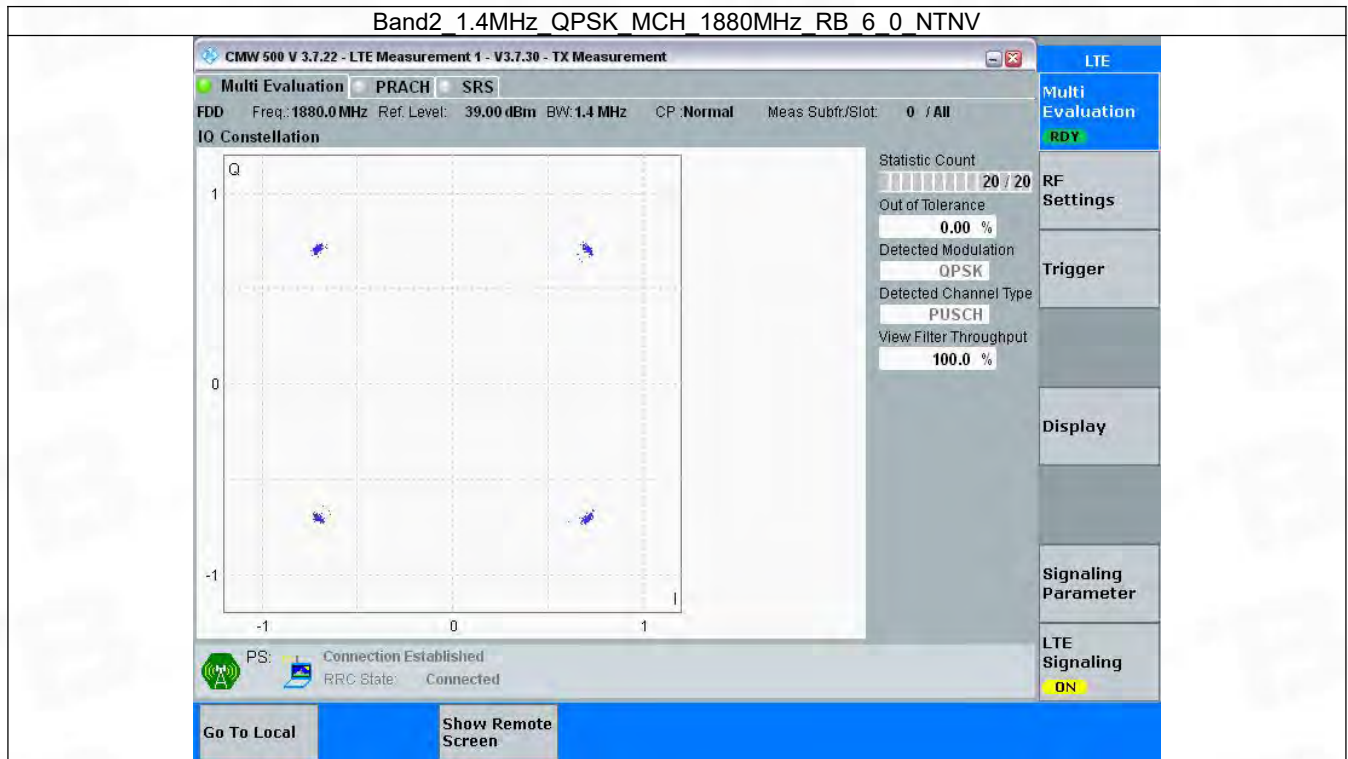 Band2_1.4MHz_QPSK_MCH_1880MHz_RB_6_0_NTNV
CMW 500 V 3.7.22 - LTE Measurement 1 - V3.7.30 - TX Measurement
LTE
Multi Evaluation PRACH SRS
Multi
Evaluation
RDY
FDD Freq.: 1880.0 MHz Ref. Level: 39.00 dBm BW: 1.4 MHz CP :Normal Meas Subfr./Slot: 0 / All
IQ Constellation
Q
1
0
-1
I
-1 0 1
Statistic Count
20 / 20
Out of Tolerance
0.00 %
Detected Modulation
QPSK
Detected Channel Type
PUSCH
View Filter Throughput
100.0 %
RF
Settings
Trigger
Display
Signaling
Parameter
LTE
Signaling
ON
PS: Connection Established
RRC State: Connected
Go To Local
Show Remote
Screen